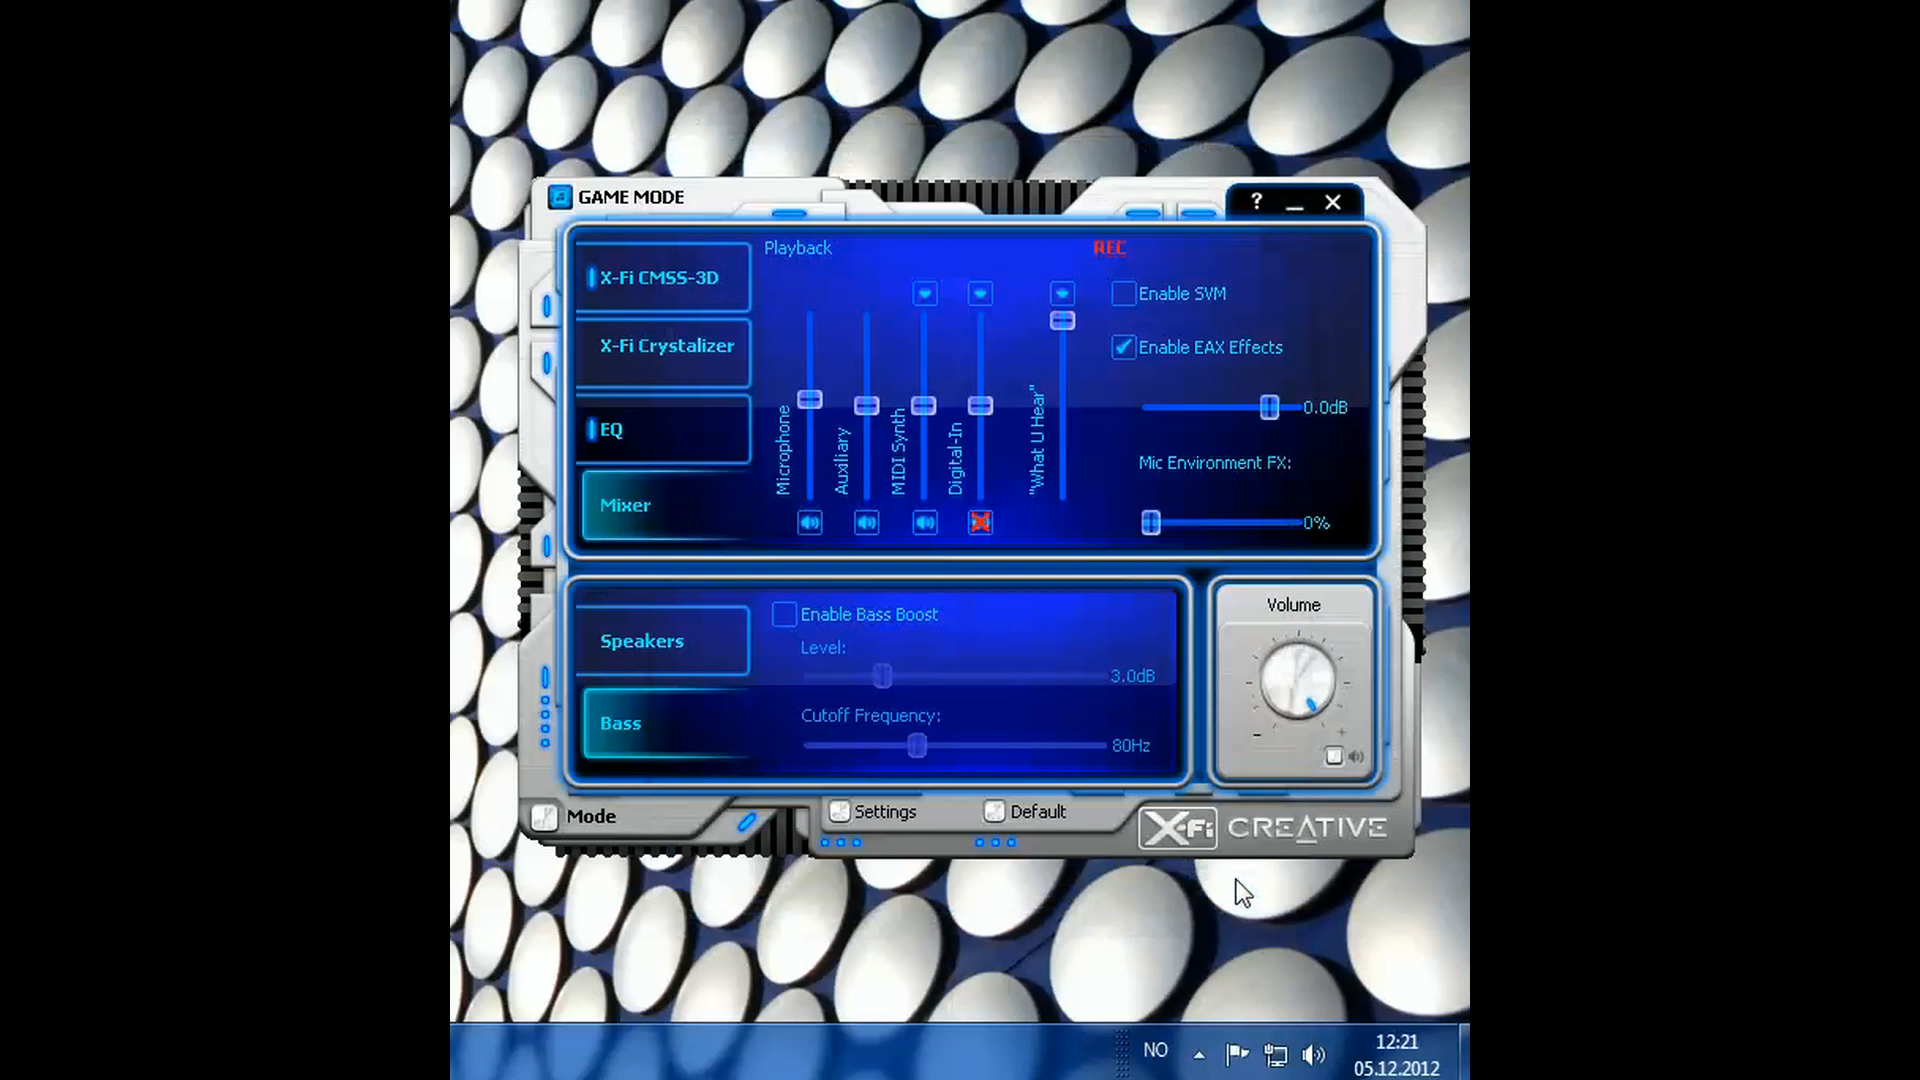 GAME MODE
? _ X
X-Fi CMSS-3D
X-Fi Crystalizer
EQ
Mixer
Playback
REC
Microphone
Auxiliary
MIDI Synth
Digital-In
"What U Hear"
Enable SVM
Enable EAX Effects
0.0dB
Mic Environment FX:
0%
Speakers
Bass
Enable Bass Boost
Level:
3.0dB
Cutoff Frequency:
80Hz
Volume
- +
Mode
Settings
Default
X-Fi CREATIVE
NO
12:21
05.12.2012